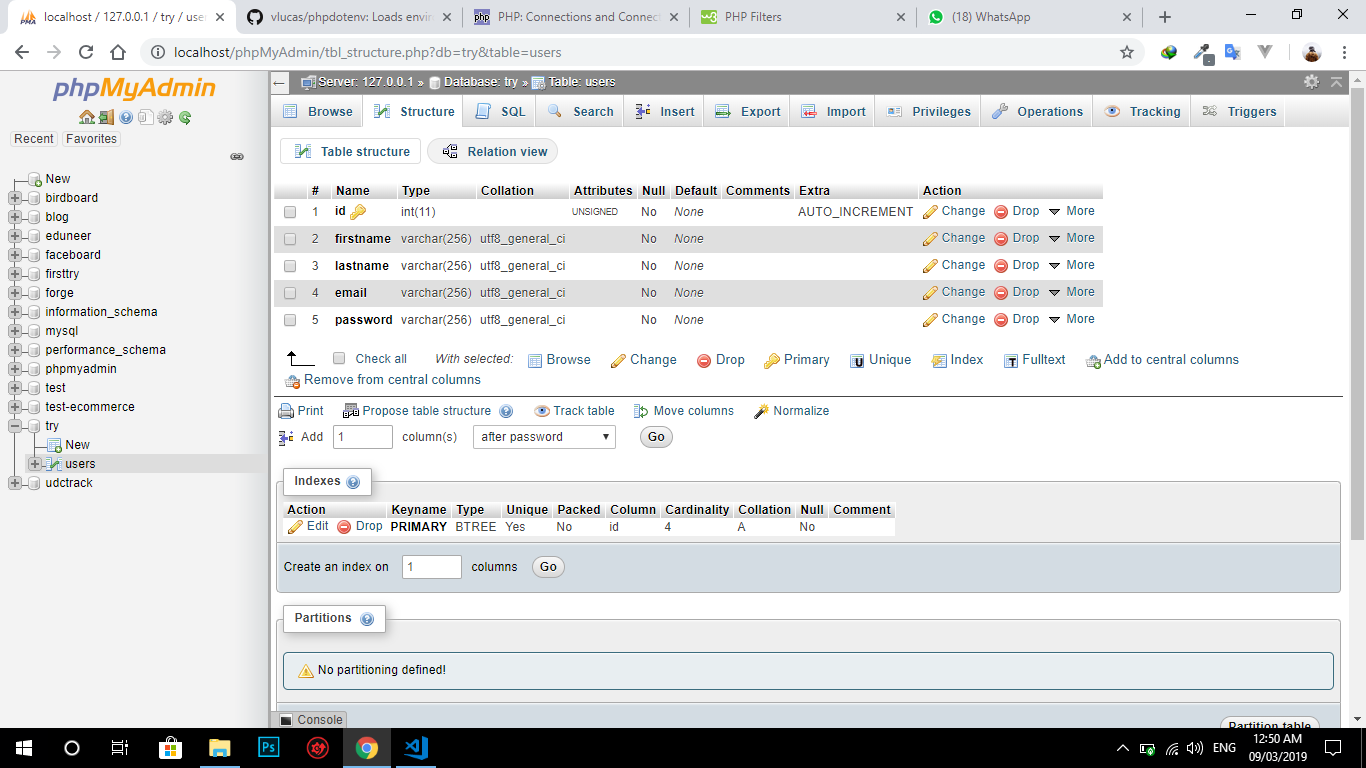 localhost / 127.0.0.1 / try / user
vlucas/phpdotenv: Loads envir
PHP: Connections and Connec
PHP Filters
(18) WhatsApp
localhost/phpMyAdmin/tbl_structure.php?db=try&table=users
phpMyAdmin
Recent Favorites
New
birdboard
blog
eduneer
faceboard
firsttry
forge
information_schema
mysql
performance_schema
phpmyadmin
test
test-ecommerce
try
New
users
udctrack
Server: 127.0.0.1 » Database: try » Table: users
Browse Structure SQL Search Insert Export Import Privileges Operations Tracking Triggers
Table structure Relation view
# Name Type Collation Attributes Null Default Comments Extra Action
1 id int(11) UNSIGNED No None AUTO_INCREMENT Change Drop More
2 firstname varchar(256) utf8_general_ci No None Change Drop More
3 lastname varchar(256) utf8_general_ci No None Change Drop More
4 email varchar(256) utf8_general_ci No None Change Drop More
5 password varchar(256) utf8_general_ci No None Change Drop More
Check all With selected: Browse Change Drop Primary Unique Index Fulltext Add to central columns
Remove from central columns
Print Propose table structure Track table Move columns Normalize
Add 1 column(s) after password Go
Indexes
Action Keyname Type Unique Packed Column Cardinality Collation Null Comment
Edit Drop PRIMARY BTREE Yes No id 4 A No
Create an index on 1 columns Go
Partitions
No partitioning defined!
Partition table
Console
Ps
ENG
12:50 AM
09/03/2019